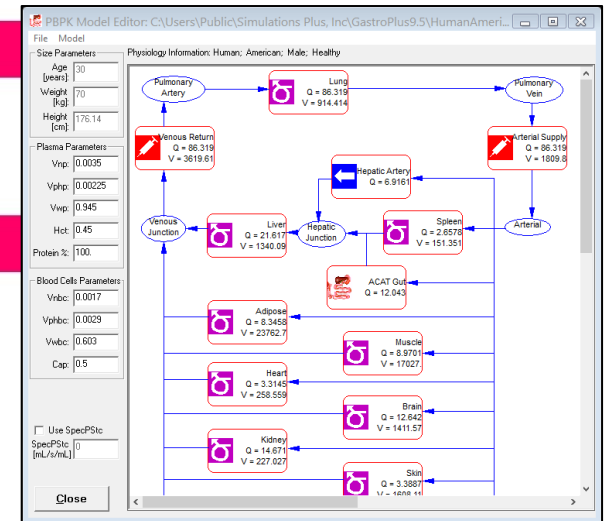 PBPK Model Editor: C:\Users\Public\Simulations Plus, Inc\GastroPlus9.5\HumanAmeri...
File Model
Size Parameters
Age [years]: 30
Weight [kg]: 70
Height [cm]: 176.14
Plasma Parameters
Vnp: 0.0035
Vphp: 0.00225
Vwp: 0.945
Hct: 0.45
Protein %: 100.
Blood Cells Parameters
Vnbc: 0.0017
Vphbc: 0.0029
Vwbc: 0.603
Cap: 0.5
Use SpecPStc
SpecPStc [mL/s/mL] 0
Close
Physiology Information: Human; American; Male; Healthy
Pulmonary Artery
Lung
Q = 86.319
V = 914.414
Pulmonary Vein
Venous Return
Q = 86.319
V = 3619.61
Arterial Supply
Q = 86.319
V = 1809.8
Hepatic Artery
Q = 6.9161
Venous Junction
Liver
Q = 21.617
V = 1340.09
Hepatic Junction
Spleen
Q = 2.6578
V = 151.351
Arterial
ACAT Gut
Q = 12.043
Adipose
Q = 8.3458
V = 23762.7
Muscle
Q = 8.9701
V = 17027.
Heart
Q = 3.3145
V = 258.559
Brain
Q = 12.642
V = 1411.57
Kidney
Q = 14.671
V = 227.027
Skin
Q = 3.3887
V = 1608.11